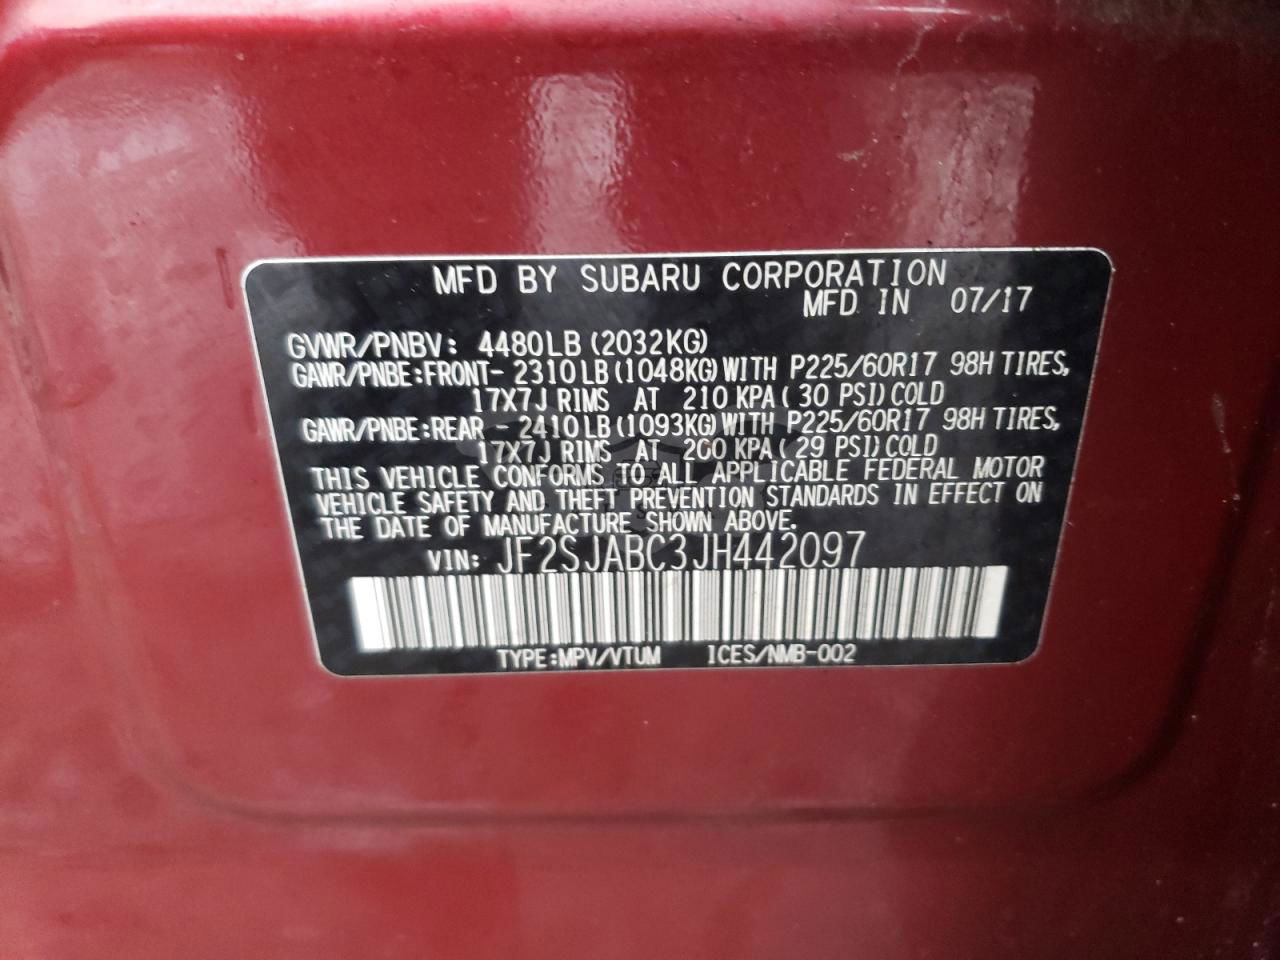 MFD BY SUBARU CORPORATION
MFD IN 07/17
GVWR/PNBV: 4480LB (2032KG)
GAWR/PNBE:FRONT- 2310LB(1048KG)WITH P225/60R17 98H TIRES,
17X7J RIMS AT 210 KPA( 30 PSI)COLD
GAWR/PNBE:REAR - 2410LB(1093KG)WITH P225/60R17 98H TIRES,
17X7J RIMS AT 200 KPA( 29 PSI)COLD
THIS VEHICLE CONFORMS TO ALL APPLICABLE FEDERAL MOTOR
VEHICLE SAFETY AND THEFT PREVENTION STANDARDS IN EFFECT ON
THE DATE OF MANUFACTURE SHOWN ABOVE.
VIN: JF2SJABC3JH442097
TYPE:MPV/VTUM ICES/NMB-002